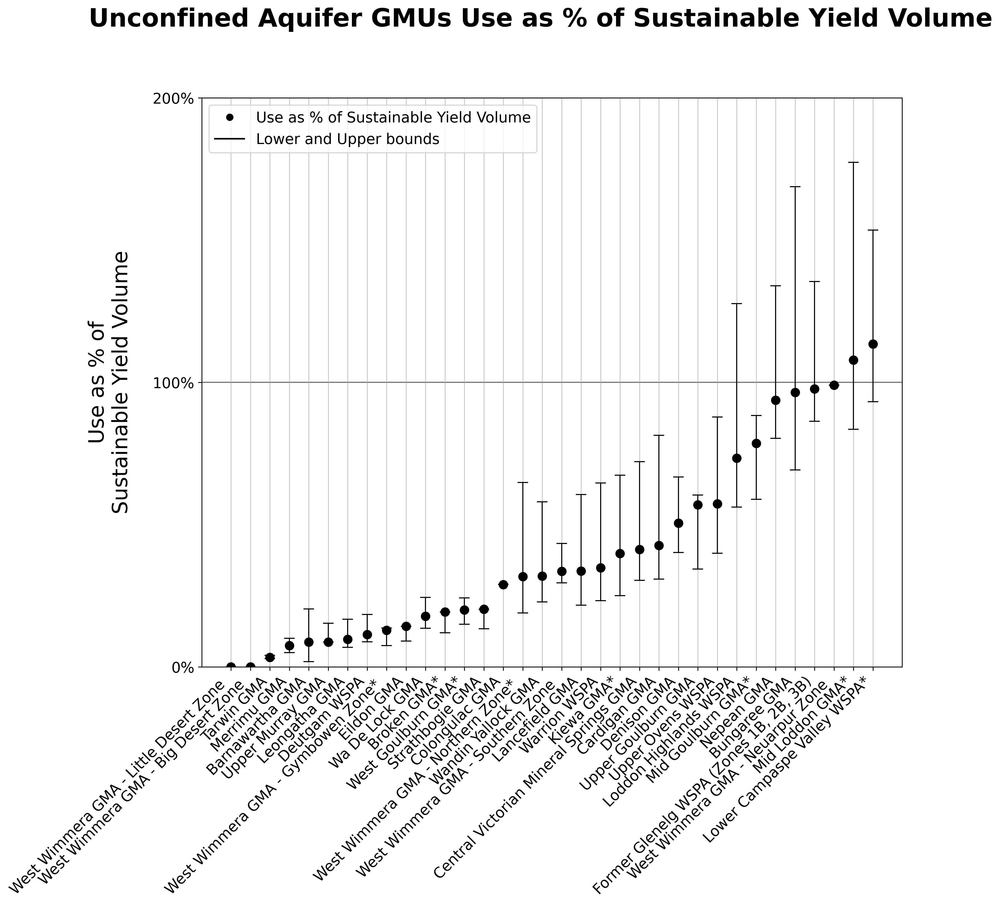 Unconfined Aquifer GMUs Use as % of Sustainable Yield Volume
200%
Use as % of Sustainable Yield Volume
Lower and Upper bounds
Use as % of
Sustainable Yield Volume
100%
0%
West Wimmera GMA - Little Desert Zone
West Wimmera GMA - Big Desert Zone
Tarwin GMA
Merrimu GMA
Barnawartha GMA
Upper Murray GMA
Leongatha GMA
Deutgam WSPA
West Wimmera GMA - Gymbowen Zone*
Eildon GMA
Wa De Lock GMA
Broken GMA*
West Goulburn GMA*
Strathbogie GMA
Colongulac GMA
West Wimmera GMA - Northern Zone*
Wandin Yallock GMA
West Wimmera GMA - Southern Zone
Lancefield GMA
Warrion WSPA
Kiewa GMA*
Central Victorian Mineral Springs GMA
Cardigan GMA
Denison GMA
Upper Goulburn GMA
Upper Ovens WSPA
Loddon Highlands WSPA
Mid Goulburn GMA*
Nepean GMA
Bungaree GMA
Former Glenelg WSPA (Zones 1B, 2B, 3B)
West Wimmera GMA - Neuarpur Zone
Mid Loddon GMA*
Lower Campaspe Valley WSPA*